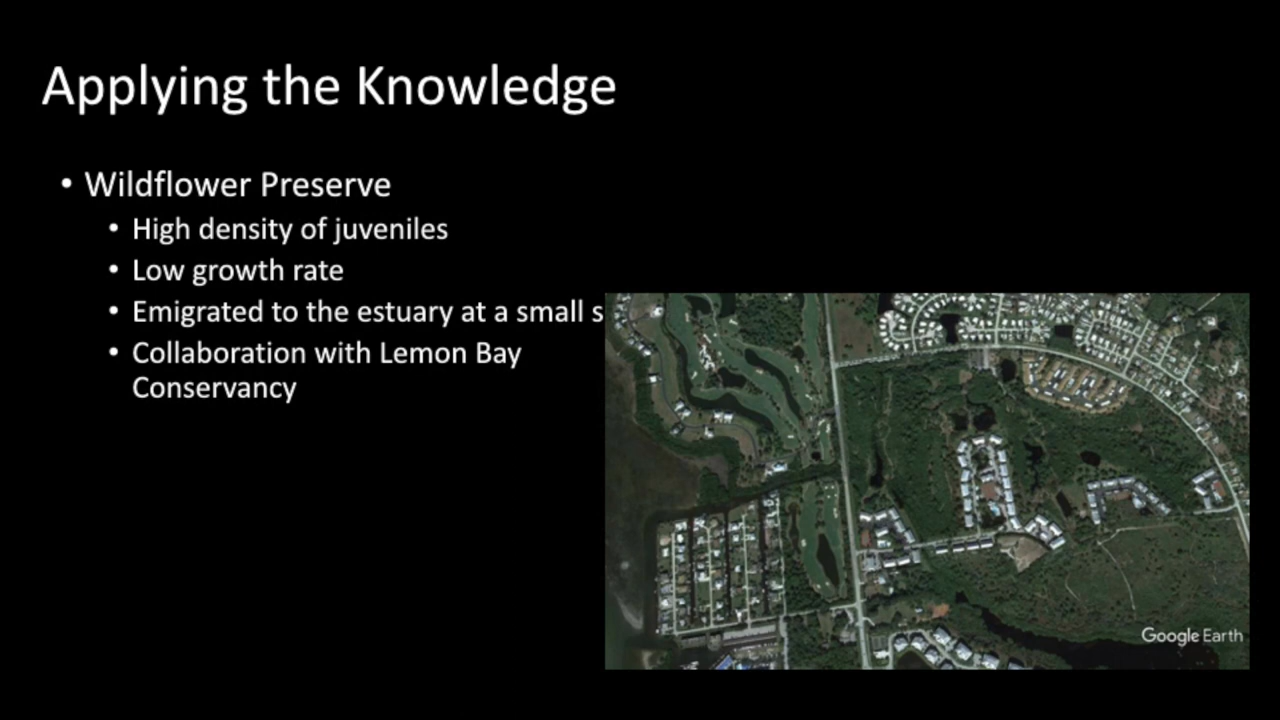 Applying the Knowledge
• Wildflower Preserve
• High density of juveniles
• Low growth rate
• Emigrated to the estuary at a small s
• Collaboration with Lemon Bay
Conservancy
Google Earth